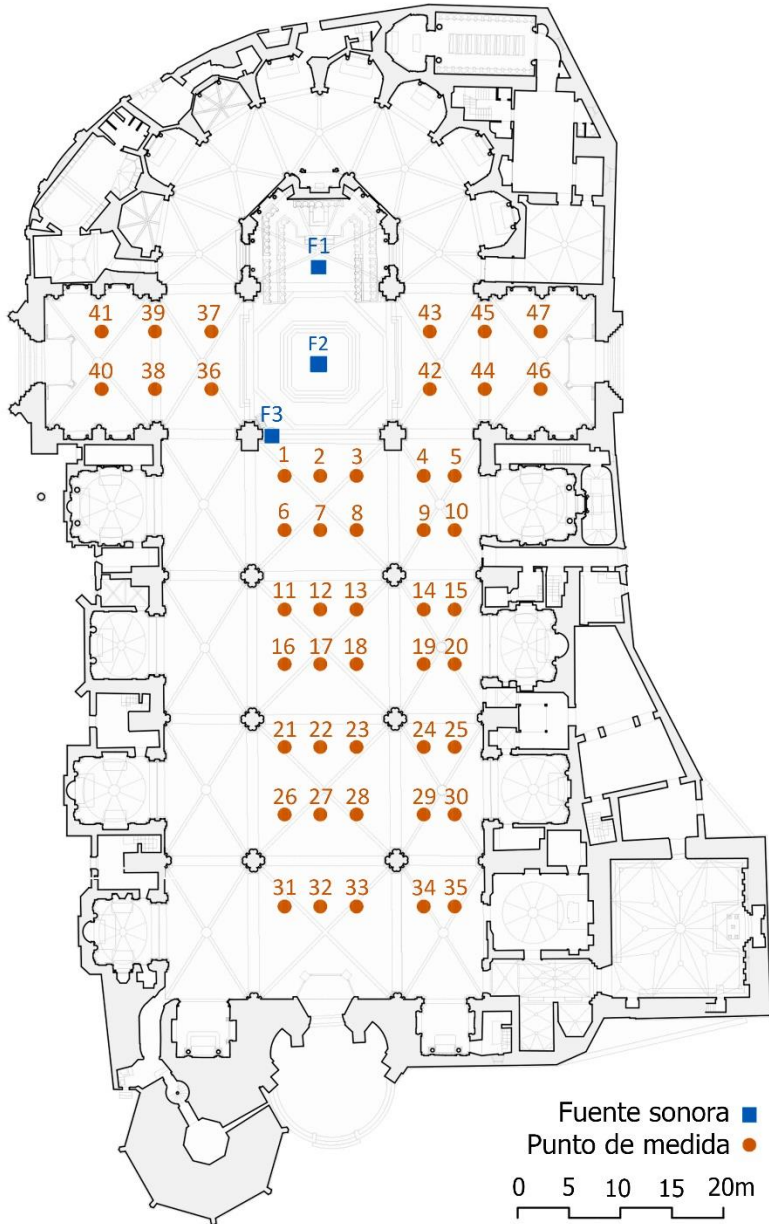 F1
41 39 37 43 45 47
F2
40 38 36 42 44 46
F3
1 2 3 4 5
6 7 8 9 10
11 12 13 14 15
16 17 18 19 20
21 22 23 24 25
26 27 28 29 30
31 32 33 34 35
Fuente sonora
Punto de medida
0 5 10 15 20m